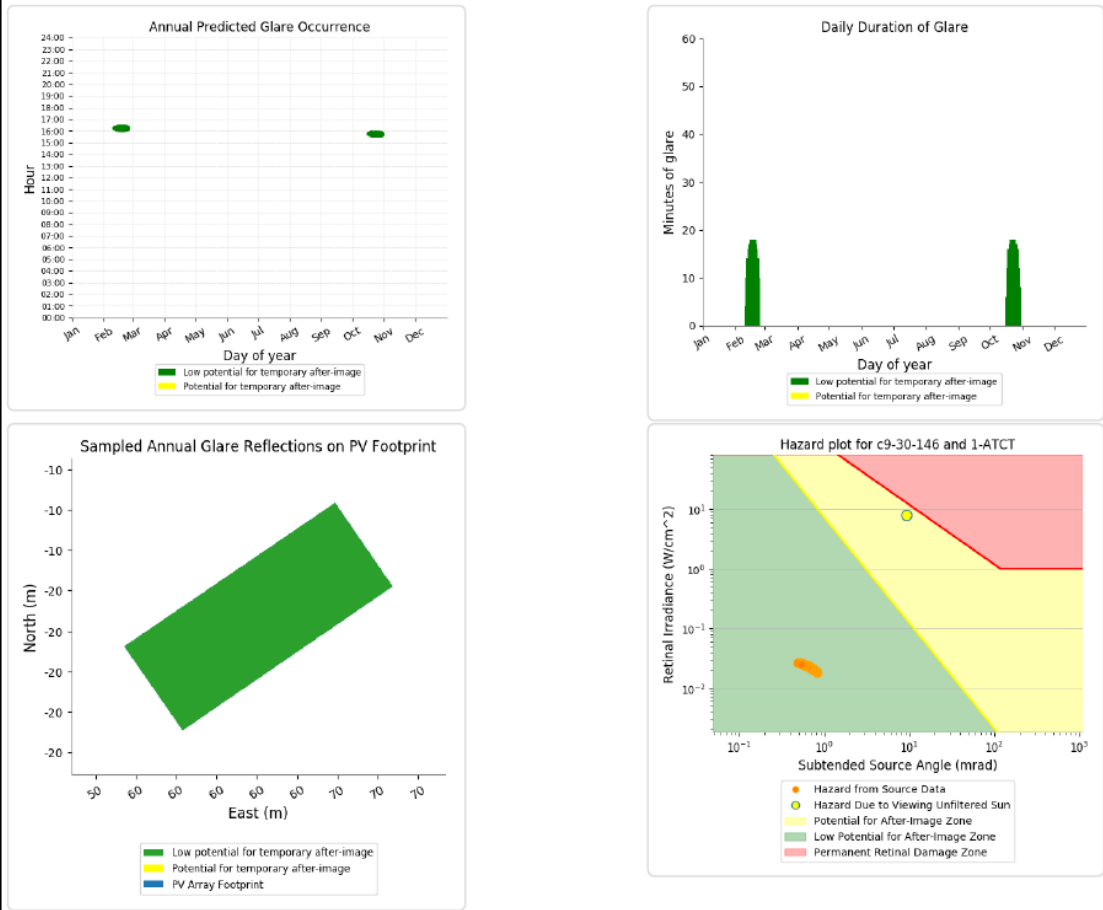 Annual Predicted Glare Occurrence
24:00
23:00
22:00
21:00
20:00
19:00
18:00
17:00
16:00
15:00
14:00
13:00
12:00
11:00
10:00
09:00
08:00
07:00
06:00
05:00
04:00
03:00
02:00
01:00
00:00
Hour
Jan Feb Mar Apr May Jun Jul Aug Sep Oct Nov Dec
Day of year
Low potential for temporary after-image
Potential for temporary after-image
Daily Duration of Glare
60
50
40
30
20
10
0
Minutes of glare
Jan Feb Mar Apr May Jun Jul Aug Sep Oct Nov Dec
Day of year
Low potential for temporary after-image
Potential for temporary after-image
Sampled Annual Glare Reflections on PV Footprint
-10
-10
-10
-20
-20
-20
-20
-20
North (m)
50 60 60 60 60 60 70 70 70
East (m)
Low potential for temporary after-image
Potential for temporary after-image
PV Array Footprint
Hazard plot for c9-30-146 and 1-ATCT
10^1
10^0
10^-1
10^-2
Retinal Irradiance (W/cm^2)
10^-1 10^0 10^1 10^2 10^3
Subtended Source Angle (mrad)
Hazard from Source Data
Hazard Due to Viewing Unfiltered Sun
Potential for After-Image Zone
Low Potential for After-Image Zone
Permanent Retinal Damage Zone